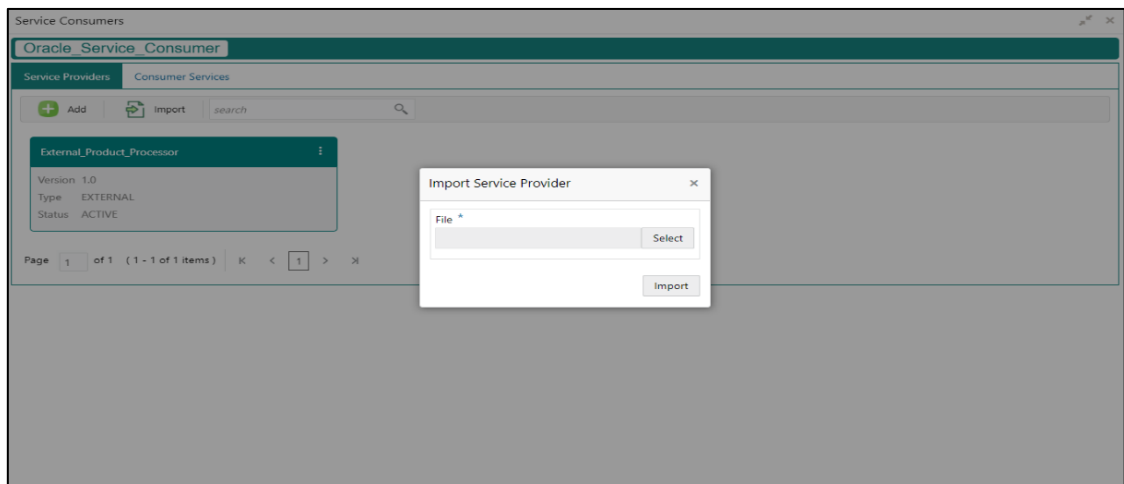 Service Consumers
Oracle_Service_Consumer
Service Providers Consumer Services
Add Import search
External_Product_Processor
Version 1.0
Type EXTERNAL
Status ACTIVE
Page 1 of 1 (1 - 1 of 1 items) 1
Import Service Provider
File *
Select
Import